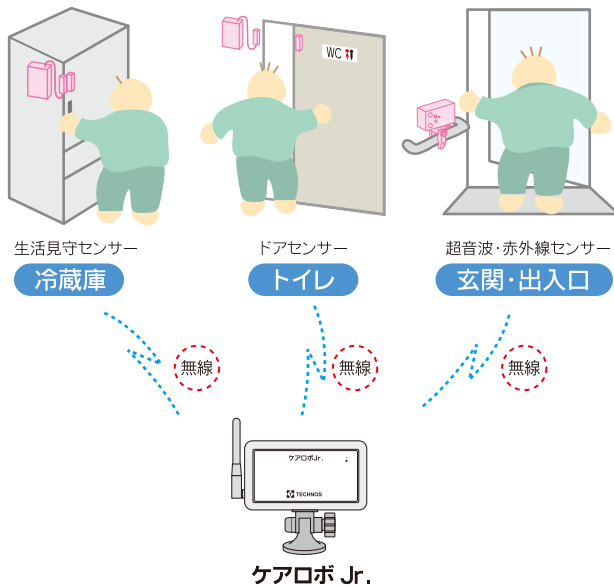 WC
生活見守センサー
冷蔵庫
ドアセンサー
トイレ
超音波・赤外線センサー
玄関・出入口
無線
無線
無線
ケアロボJr.
TECHNOS
ケアロボ Jr.